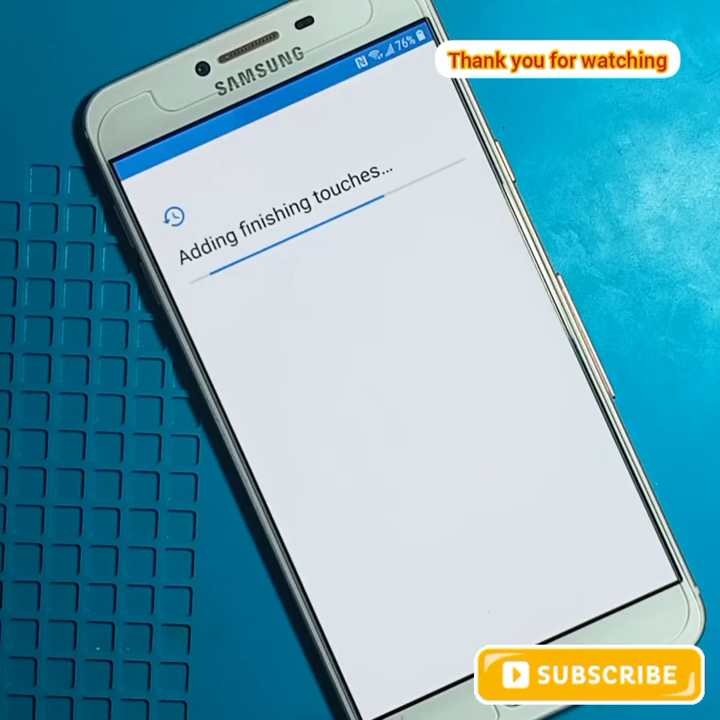 SAMSUNG
76%
Thank you for watching
Adding finishing touches...
SUBSCRIBE